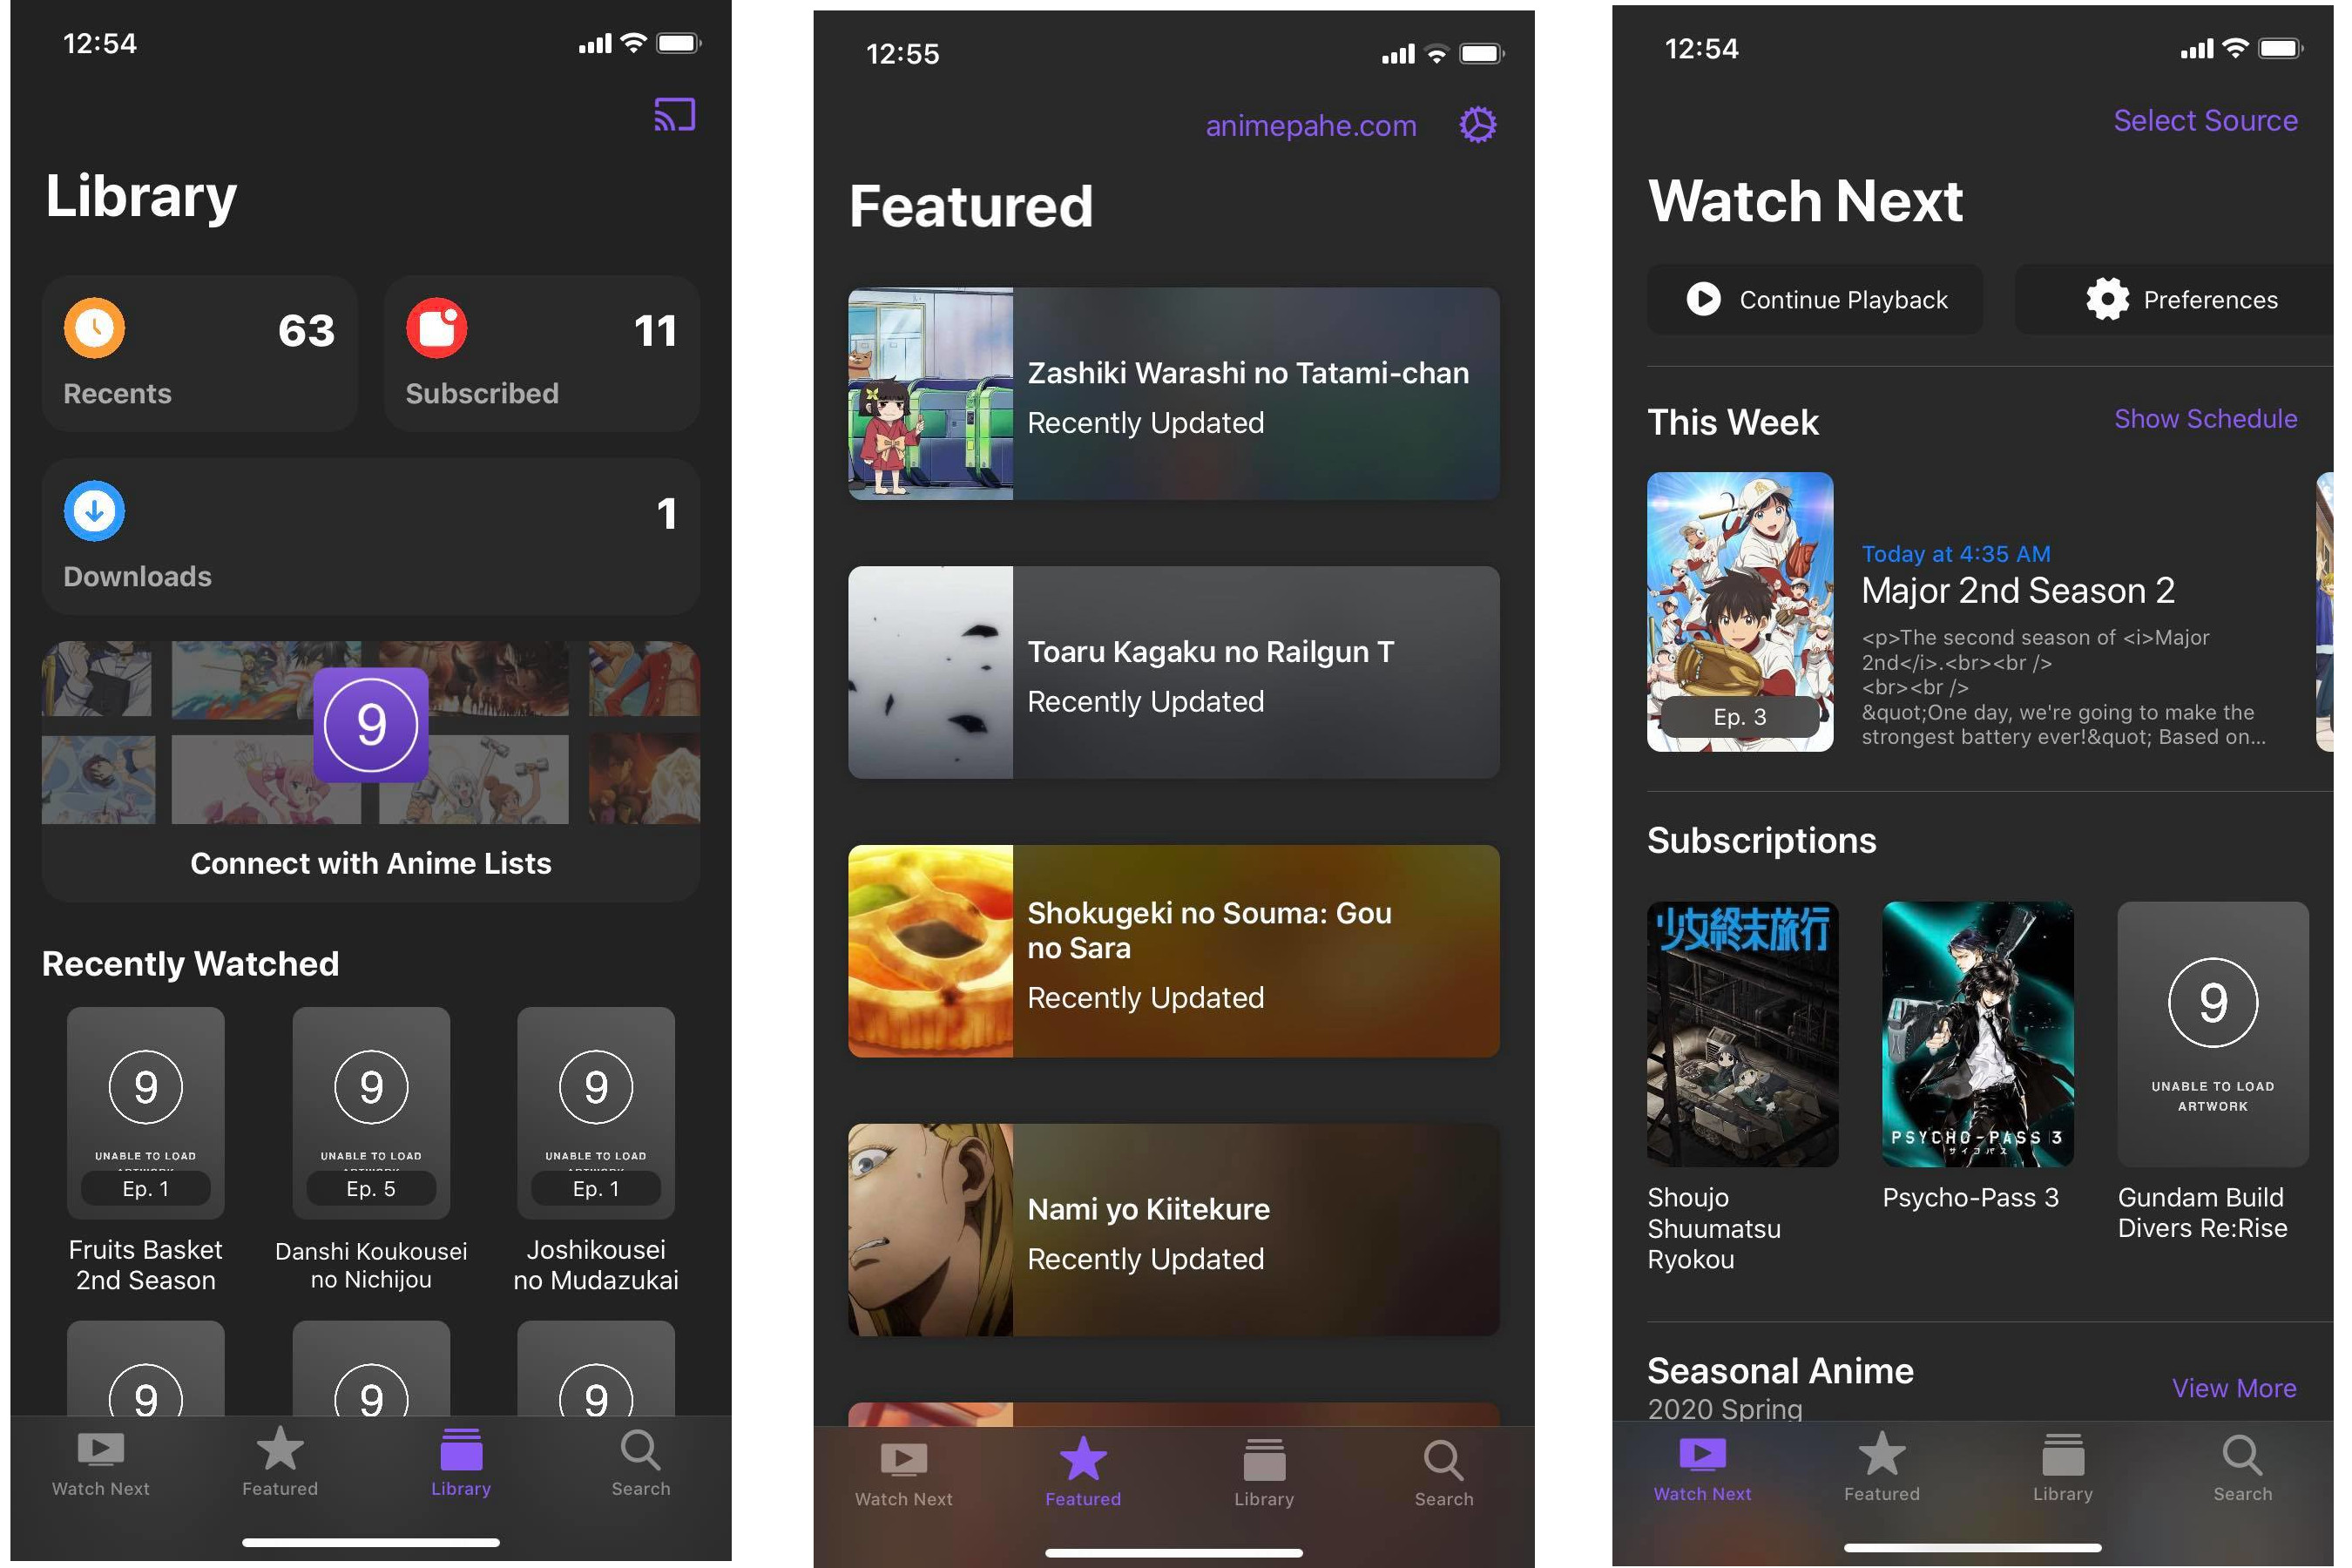 12:54
Library
63
Recents
11
Subscribed
1
Downloads
9
Connect with Anime Lists
Recently Watched
9
UNABLE TO LOAD
Ep. 1
Fruits Basket
2nd Season
9
UNABLE TO LOAD
Ep. 5
Danshi Koukousei
no Nichijou
9
UNABLE TO LOAD
Ep. 1
Joshikousei
no Mudazukai
9
9
9
Watch Next
Featured
Library
Search
12:55
animepahe.com
Featured
Zashiki Warashi no Tatami-chan
Recently Updated
Toaru Kagaku no Railgun T
Recently Updated
Shokugeki no Souma: Gou
no Sara
Recently Updated
Nami yo Kiitekure
Recently Updated
Watch Next
Featured
Library
Search
12:54
Select Source
Watch Next
Continue Playback
Preferences
This Week
Show Schedule
Ep. 3
Today at 4:35 AM
Major 2nd Season 2
<p>The second season of <i>Major
2nd</i>.<br><br />
<br><br />
&quot;One day, we're going to make the
strongest battery ever!&quot; Based on...
Subscriptions
少女終末旅行
Shoujo
Shuumatsu
Ryokou
PSYCHO-PASS 3
サイコパス
Psycho-Pass 3
9
UNABLE TO LOAD
ARTWORK
Gundam Build
Divers Re:Rise
Seasonal Anime
View More
2020 Spring
Watch Next
Featured
Library
Search